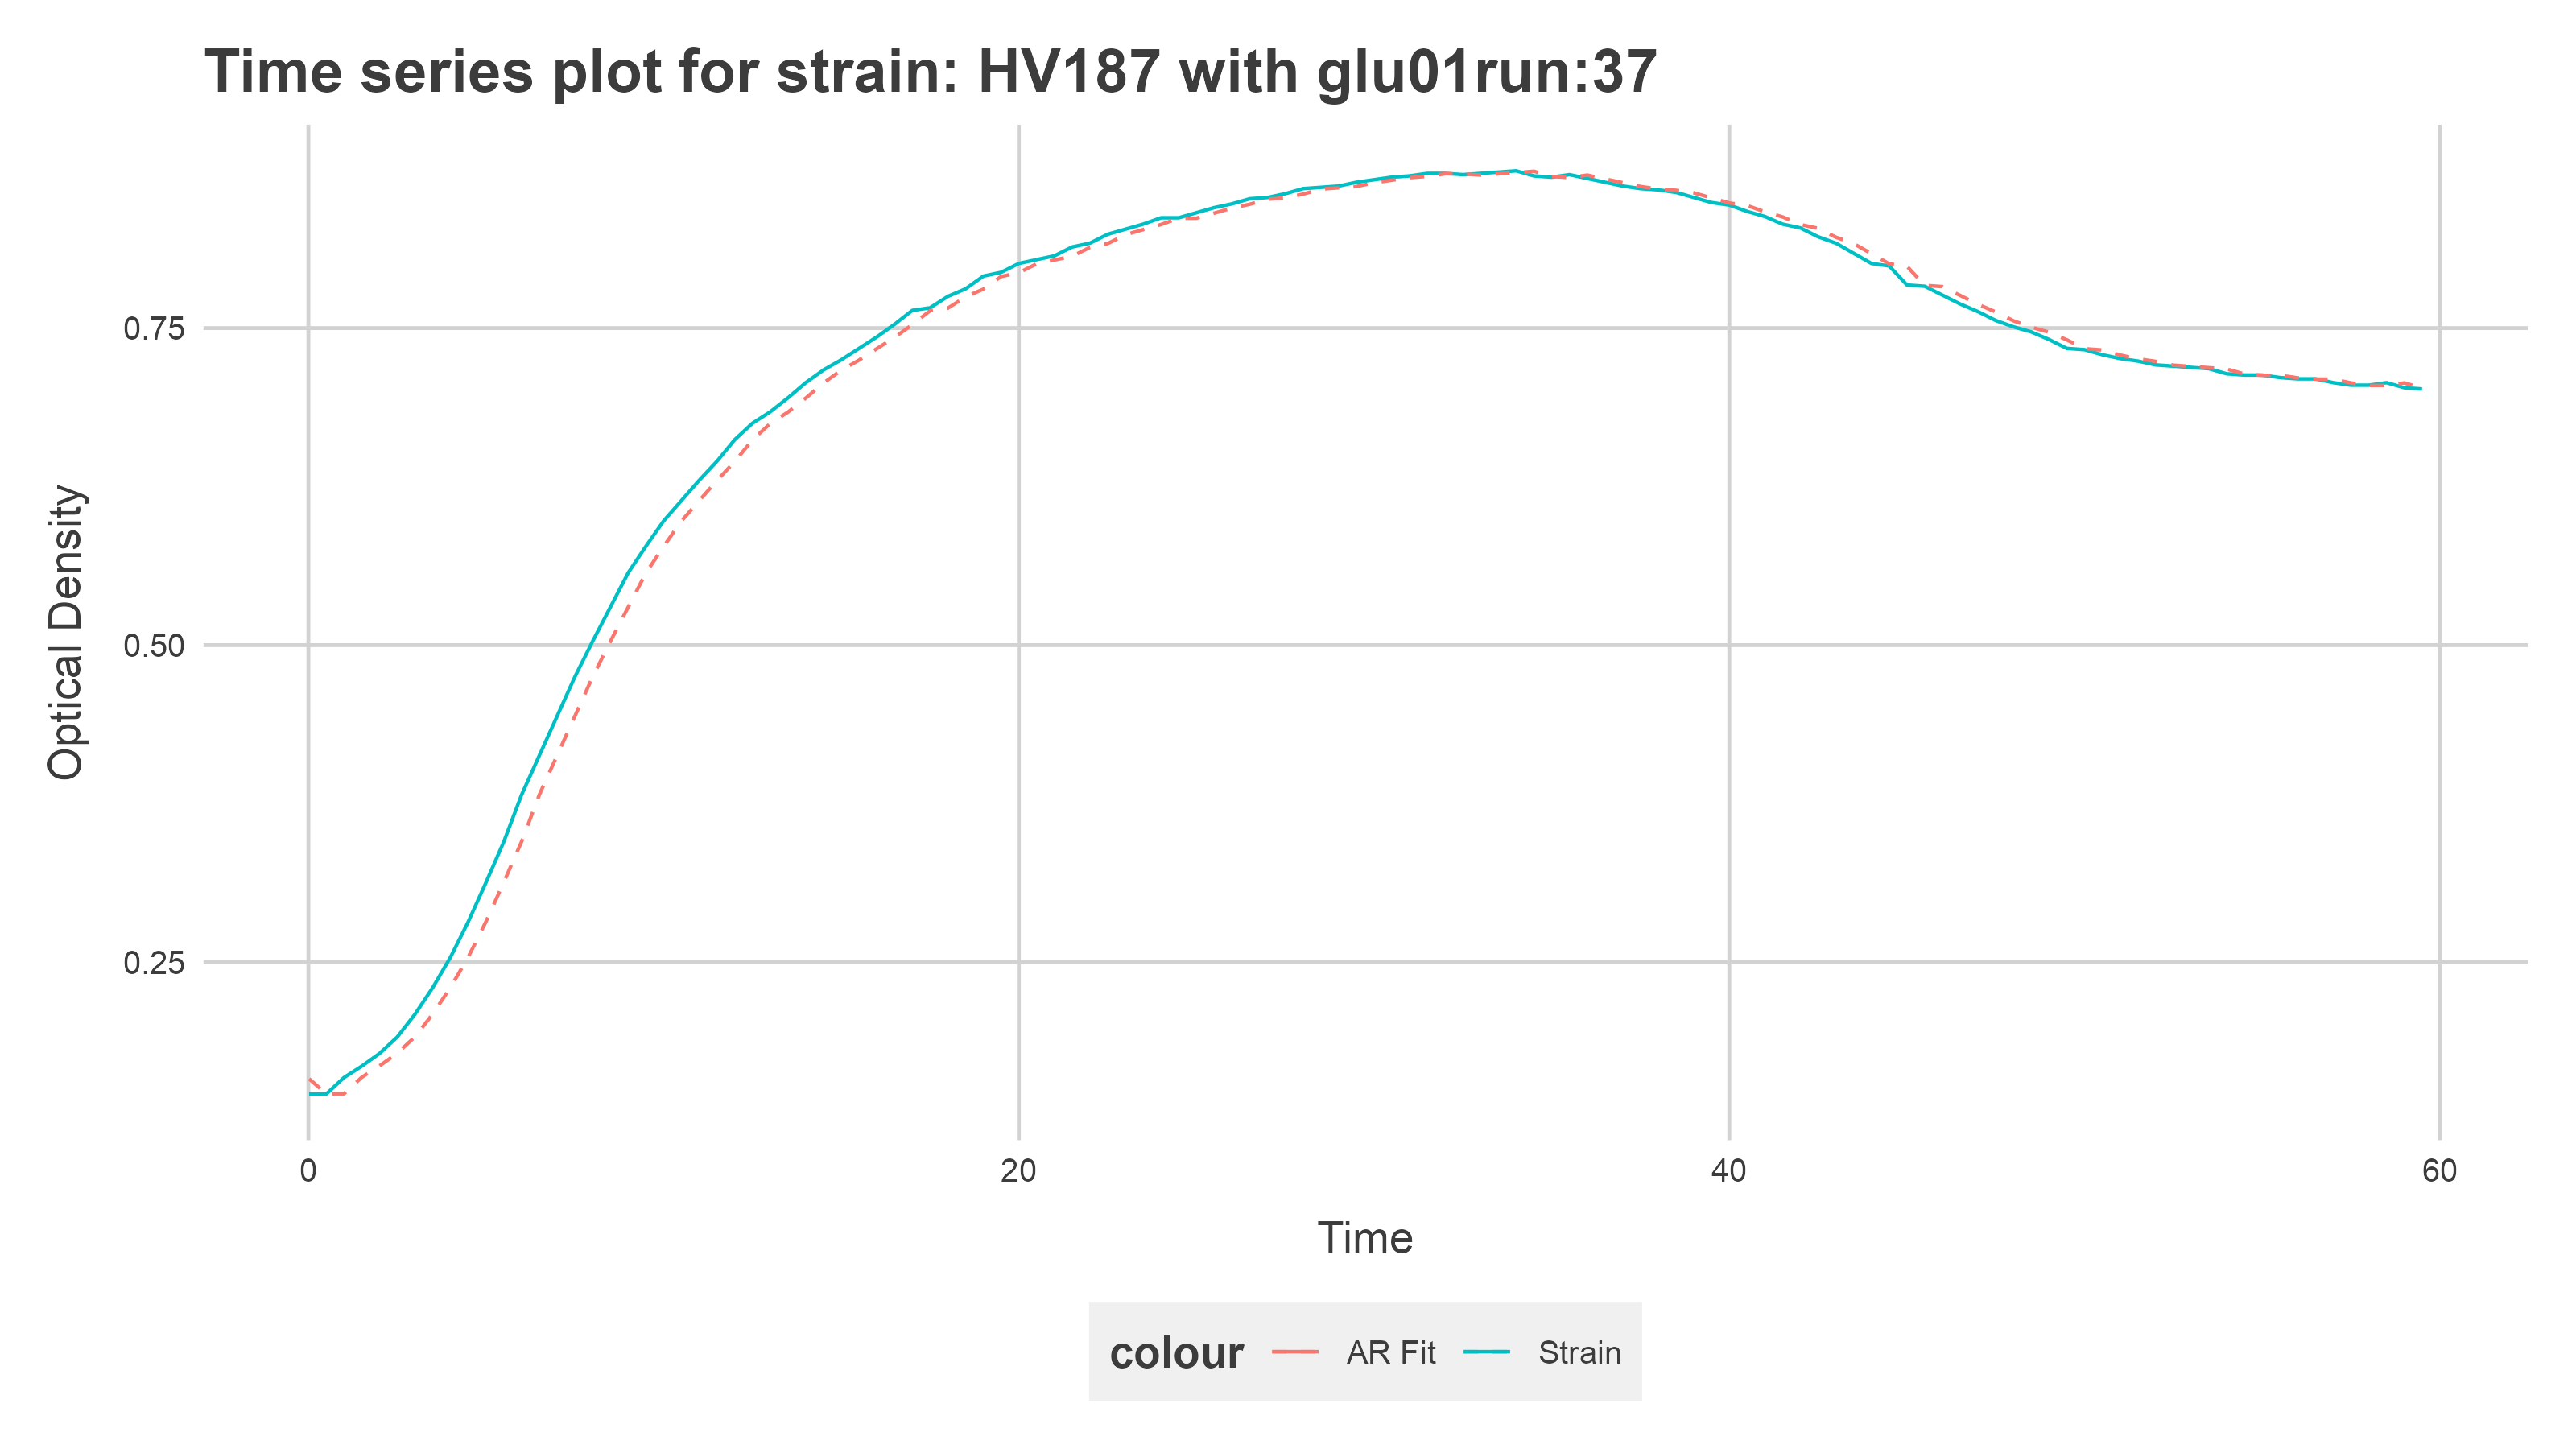 Time series plot for strain: HV187 with glu01run:37
Optical Density
0.75
0.50
0.25
0 20 40 60
Time
colour AR Fit Strain